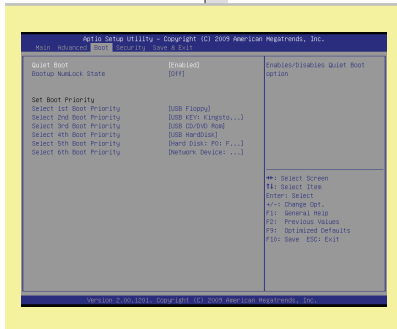 Aptio Setup Utility – Copyright (C) 2009 American Megatrends, Inc.
Main Advanced Boot Security Save & Exit
Quiet Boot [Enabled]
Bootup NumLock State [Off]
Set Boot Priority
Select 1st Boot Priority [USB Floppy]
Select 2nd Boot Priority [USB KEY: Kingsto...]
Select 3rd Boot Priority [USB CD/DVD Rom]
Select 4th Boot Priority [USB HardDisk]
Select 5th Boot Priority [Hard Disk: P0: F...]
Select 6th Boot Priority [Network Device: ...]
Enables/Disables Quiet Boot
option
↔: Select Screen
↑↓: Select Item
Enter: Select
+/-: Change Opt.
F1: General Help
F2: Previous Values
F9: Optimized Defaults
F10: Save ESC: Exit
Version 2.00.1201. Copyright (C) 2009 American Megatrends, Inc.